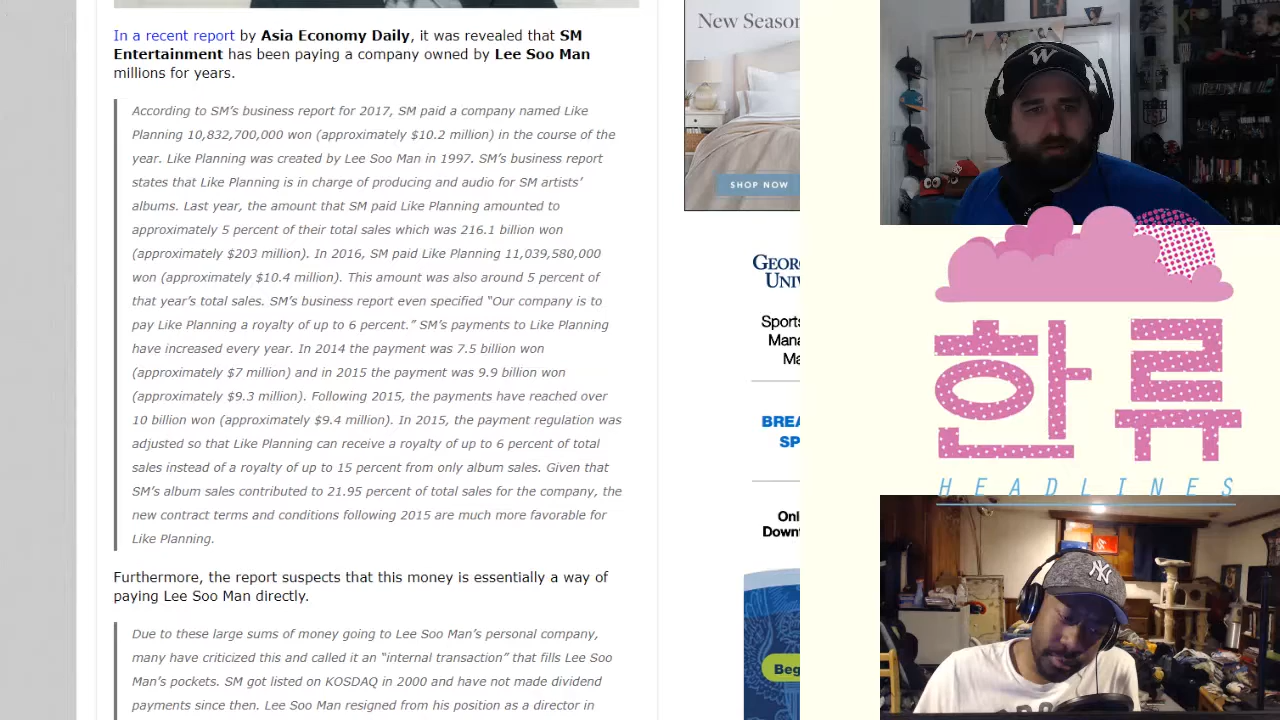 In a recent report by Asia Economy Daily, it was revealed that SM
Entertainment has been paying a company owned by Lee Soo Man
millions for years.
According to SM’s business report for 2017, SM paid a company named Like
Planning 10,832,700,000 won (approximately $10.2 million) in the course of the
year. Like Planning was created by Lee Soo Man in 1997. SM’s business report
states that Like Planning is in charge of producing and audio for SM artists’
albums. Last year, the amount that SM paid Like Planning amounted to
approximately 5 percent of their total sales which was 216.1 billion won
(approximately $203 million). In 2016, SM paid Like Planning 11,039,580,000
won (approximately $10.4 million). This amount was also around 5 percent of
that year’s total sales. SM’s business report even specified “Our company is to
pay Like Planning a royalty of up to 6 percent.” SM’s payments to Like Planning
have increased every year. In 2014 the payment was 7.5 billion won
(approximately $7 million) and in 2015 the payment was 9.9 billion won
(approximately $9.3 million). Following 2015, the payments have reached over
10 billion won (approximately $9.4 million). In 2015, the payment regulation was
adjusted so that Like Planning can receive a royalty of up to 6 percent of total
sales instead of a royalty of up to 15 percent from only album sales. Given that
SM’s album sales contributed to 21.95 percent of total sales for the company, the
new contract terms and conditions following 2015 are much more favorable for
Like Planning.
Furthermore, the report suspects that this money is essentially a way of
paying Lee Soo Man directly.
Due to these large sums of money going to Lee Soo Man’s personal company,
many have criticized this and called it an “internal transaction” that fills Lee Soo
Man’s pockets. SM got listed on KOSDAQ in 2000 and have not made dividend
payments since then. Lee Soo Man resigned from his position as a director in
New Season
SHOP NOW
GEOR
UNIV
Sports
Mana
Ma
BREA
SP
Onl
Down
Beg
W
한류
HEADLINES
NY